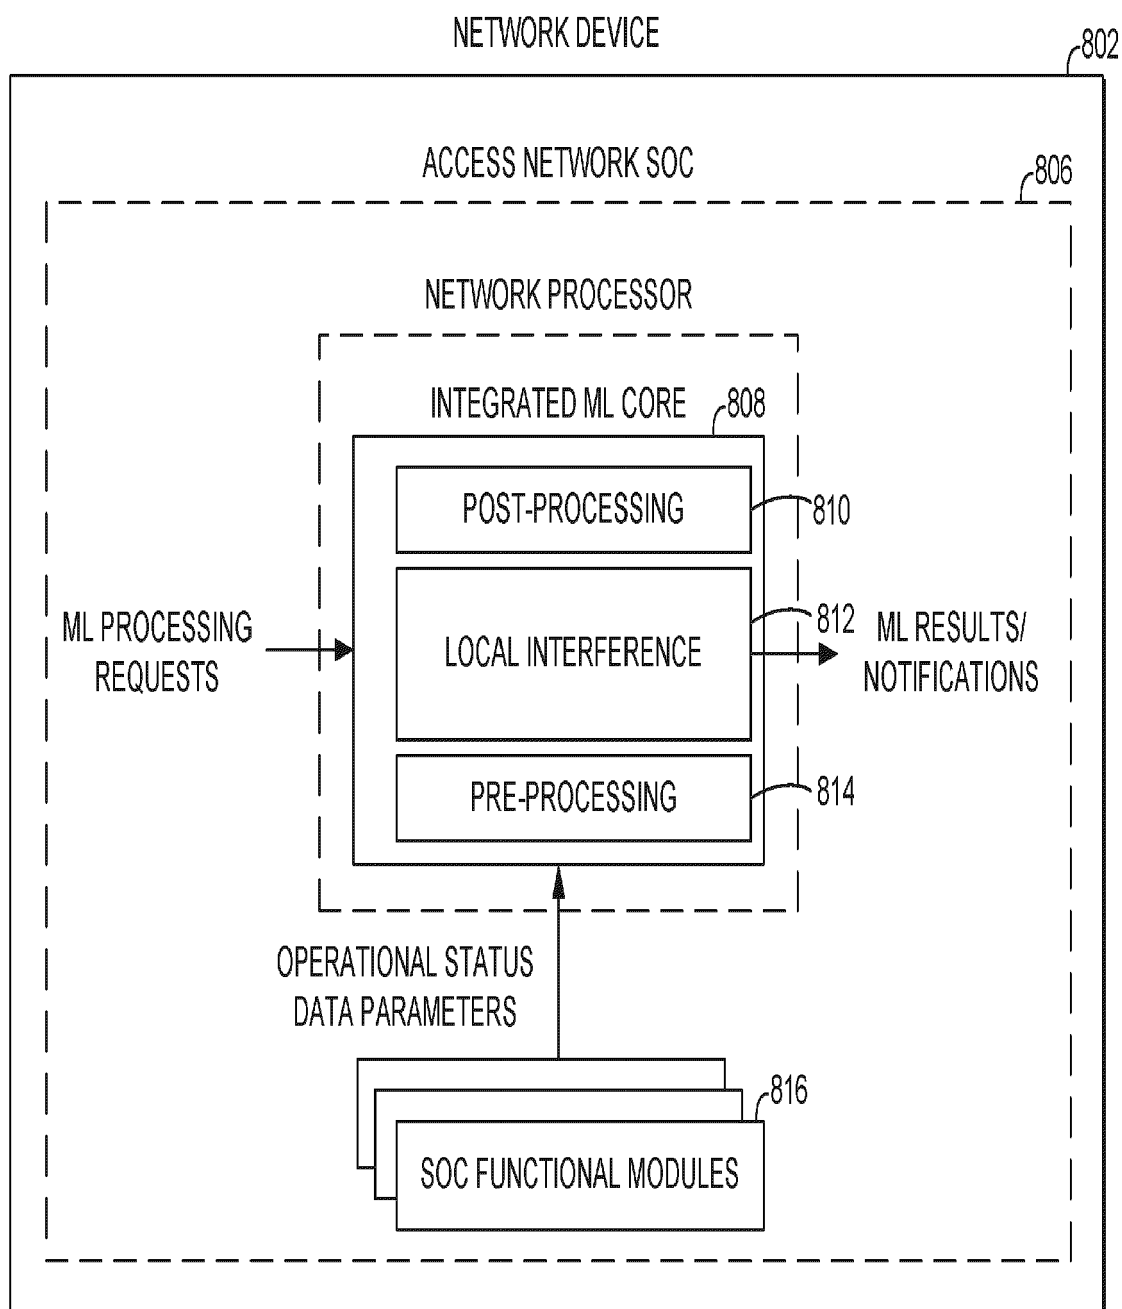 NETWORK DEVICE
802
ACCESS NETWORK SOC
806
NETWORK PROCESSOR
INTEGRATED ML CORE
808
POST-PROCESSING
810
ML PROCESSING
REQUESTS
LOCAL INTERFERENCE
812
ML RESULTS/
NOTIFICATIONS
PRE-PROCESSING
814
OPERATIONAL STATUS
DATA PARAMETERS
816
SOC FUNCTIONAL MODULES